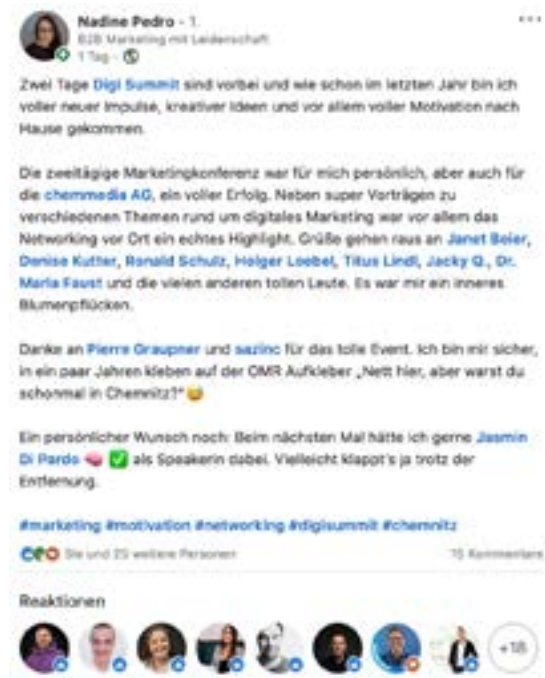 Nadine Pedro • 1.
B2B Marketing mit Leidenschaft
1 Tag •
Zwei Tage Digi Summit sind vorbei und wie schon im letzten Jahr bin ich
voller neuer Impulse, kreativer Ideen und vor allem voller Motivation nach
Hause gekommen.
Die zweitägige Marketingkonferenz war für mich persönlich, aber auch für
die chemmedia AG, ein voller Erfolg. Neben super Vorträgen zu
verschiedenen Themen rund um digitales Marketing war vor allem das
Networking vor Ort ein echtes Highlight. Grüße gehen raus an Janet Beier,
Denise Kutter, Ronald Schulz, Holger Loebel, Titus Lindl, Jacky Q., Dr.
Maria Faust und die vielen anderen tollen Leute. Es war mir ein inneres
Blumenpflücken.
Danke an Pierre Graupner und sazinc für das tolle Event. Ich bin mir sicher,
in ein paar Jahren kleben auf der OMR Aufkleber „Nett hier, aber warst du
schonmal in Chemnitz?" 😅
Ein persönlicher Wunsch noch: Beim nächsten Mal hätte ich gerne Jasmin
Di Pardo 🧠 ✅ als Speakerin dabei. Vielleicht klappt's ja trotz der
Entfernung.
#marketing #motivation #networking #digisummit #chemnitz
Sie und 25 weitere Personen
15 Kommentare
Reaktionen
+18